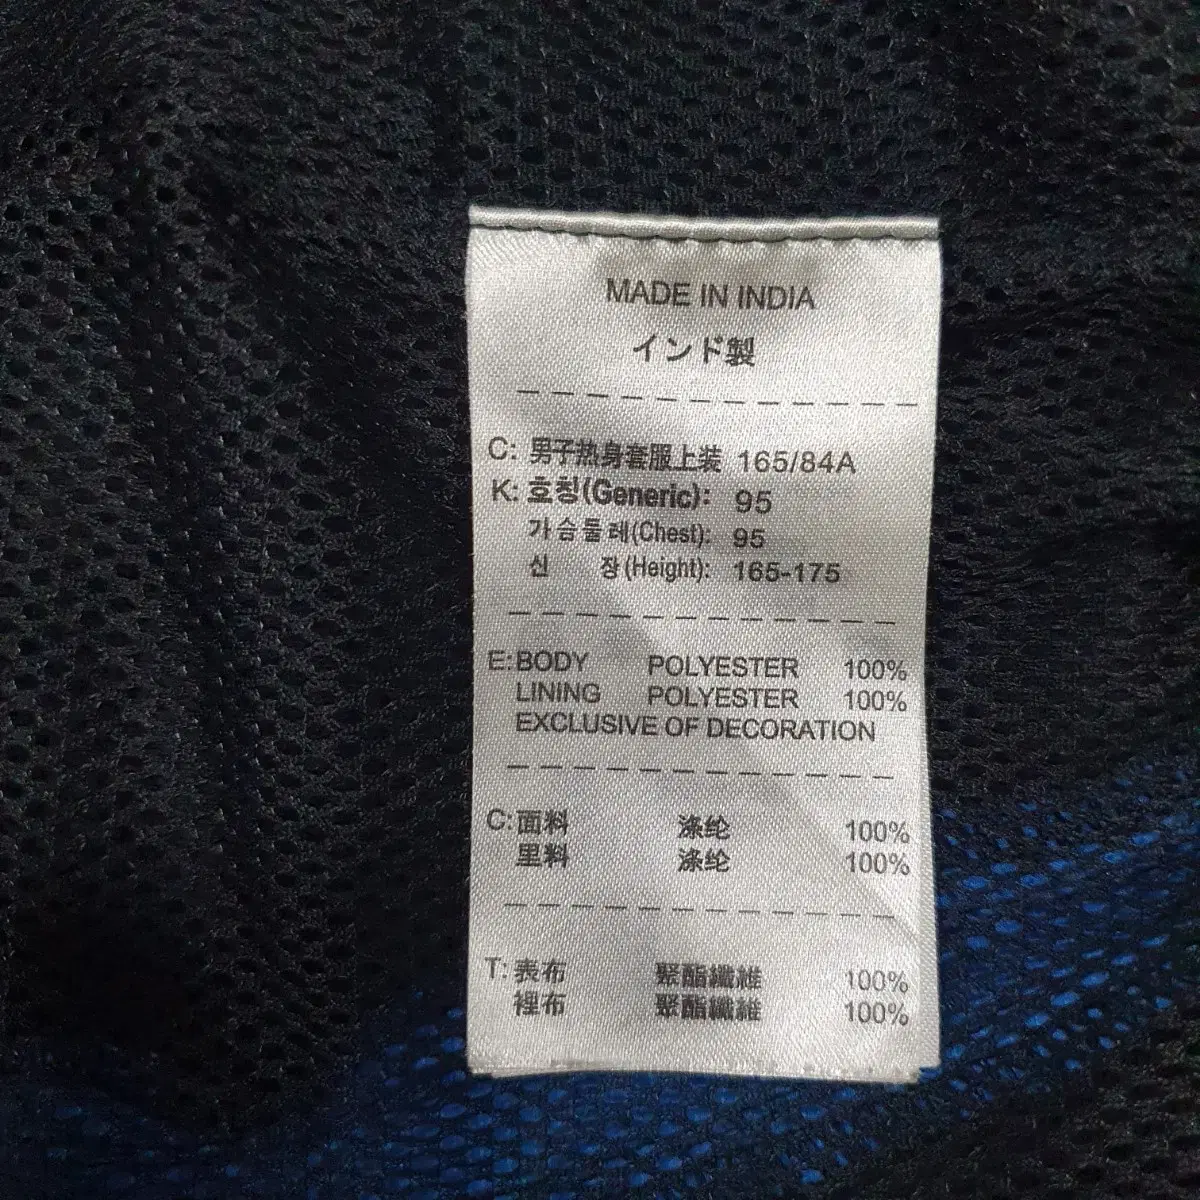 MADE IN INDIA
インド製
C: 男子热身套服上装 165/84A
K: 호칭(Generic): 95
가슴둘레(Chest): 95
신 장(Height): 165-175
E: BODY POLYESTER 100%
LINING POLYESTER 100%
EXCLUSIVE OF DECORATION
C: 面料 涤纶 100%
里料 涤纶 100%
T: 表布 聚酯纖維 100%
裡布 聚酯纖維 100%